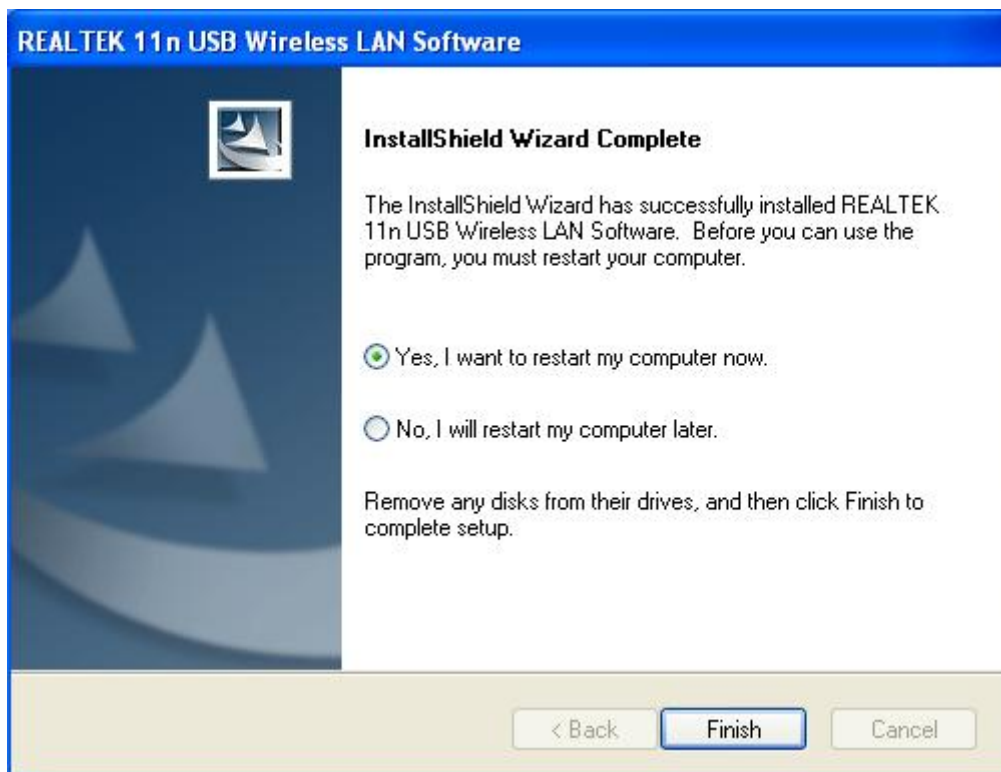 REALTEK 11n USB Wireless LAN Software
InstallShield Wizard Complete
The InstallShield Wizard has successfully installed REALTEK
11n USB Wireless LAN Software.  Before you can use the
program, you must restart your computer.
Yes, I want to restart my computer now.
No, I will restart my computer later.
Remove any disks from their drives, and then click Finish to
complete setup.
< Back Finish Cancel